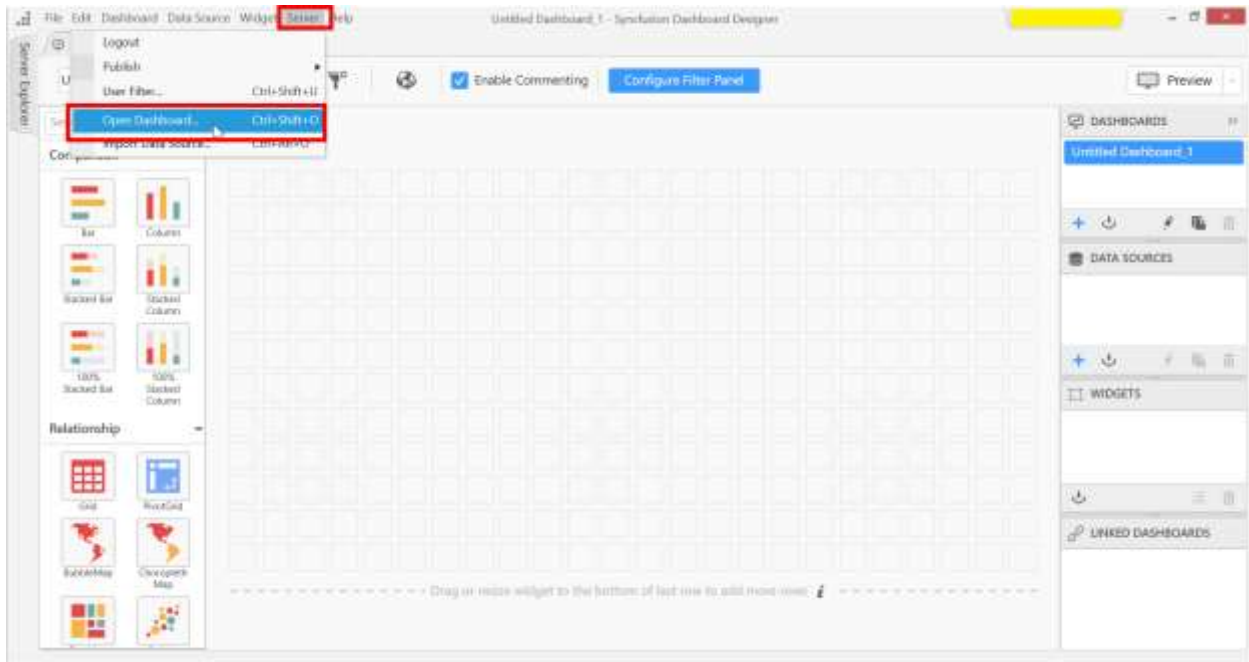 File Edit Dashboard Data Source Widget Server Help
Untitled Dashboard_1 - Syncfusion Dashboard Designer
Server Explorer
Logout
Publish
User Filter... Ctrl+Shift+U
Open Dashboard... Ctrl+Shift+O
Import Data Source... Ctrl+Alt+O
Enable Commenting
Configure Filter Panel
Preview
Bar
Column
Stacked Bar
Stacked
Column
100%
Stacked Bar
100%
Stacked
Column
Relationship
Grid
PivotGrid
BubbleMap
Choropleth
Map
Drag or resize widget to the bottom of last row to add more rows i
DASHBOARDS
Untitled Dashboard_1
DATA SOURCES
WIDGETS
LINKED DASHBOARDS